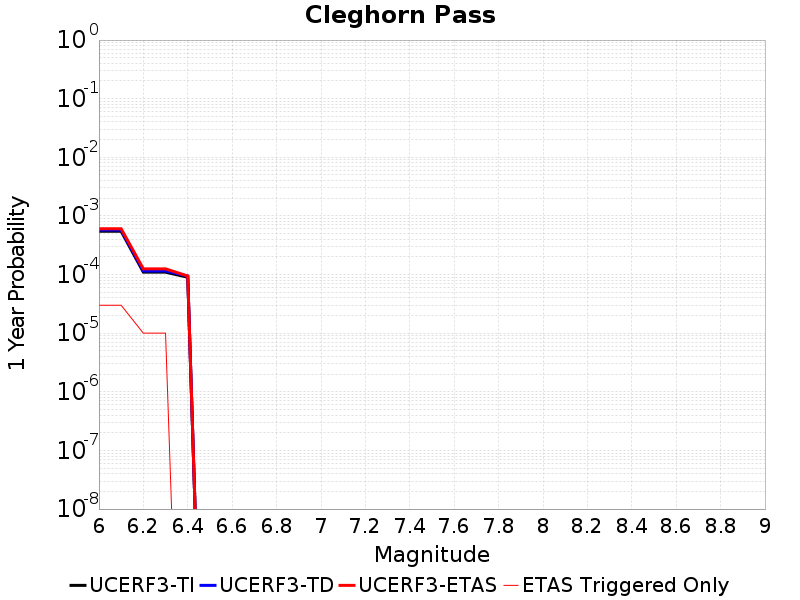 Cleghorn Pass
1 Year Probability
10^0
10^-1
10^-2
10^-3
10^-4
10^-5
10^-6
10^-7
10^-8
6 6.2 6.4 6.6 6.8 7 7.2 7.4 7.6 7.8 8 8.2 8.4 8.6 8.8 9
Magnitude
UCERF3-TI UCERF3-TD UCERF3-ETAS ETAS Triggered Only